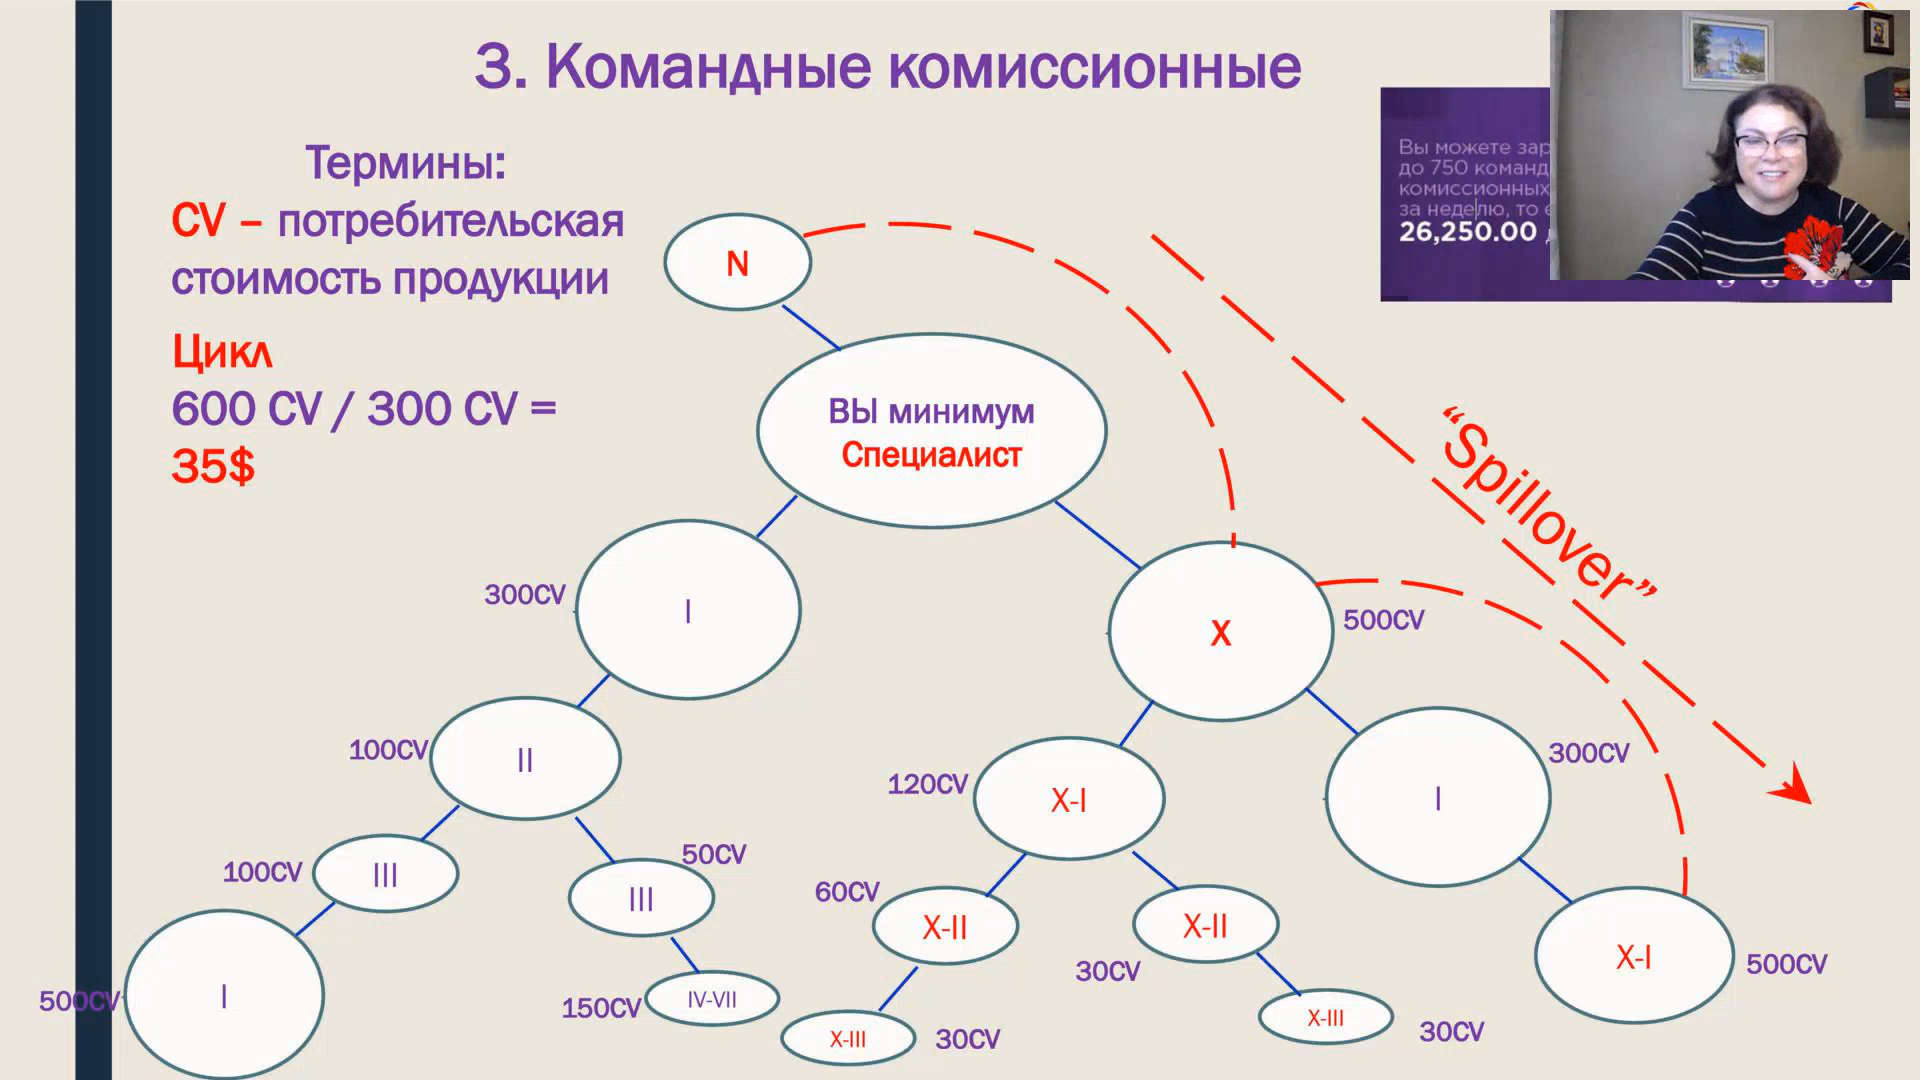 3. Командные комиссионные
Термины:
CV – потребительская
стоимость продукции
Цикл
600 CV / 300 CV =
35$
Вы можете
до 750
комиссионных
за неделю, то
26,250.00
N
ВЫ минимум
Специалист
"Spillover"
300CV
I
X
500CV
100CV
II
120CV
X-I
I
300CV
100CV
III
50CV
III
60CV
X-II
X-II
30CV
X-I
500CV
500CV
I
150CV
IV-VII
X-III
30CV
X-III
30CV